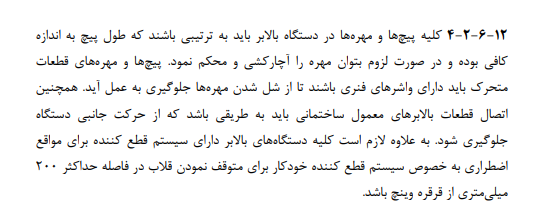 ۱۲-۶-۲-۴ کلیه پیچ‌ها و مهره‌ها در دستگاه بالابر باید به ترتیبی باشند که طول پیچ به اندازه
کافی بوده و در صورت لزوم بتوان مهره را آچارکشی و محکم نمود. پیچ‌ها و مهره‌های قطعات
متحرک باید دارای واشرهای فنری باشند تا از شل شدن مهره‌ها جلوگیری به عمل آید. همچنین
اتصال قطعات بالابرهای معمول ساختمانی باید به طریقی باشد که از حرکت جانبی دستگاه
جلوگیری شود. به علاوه لازم است کلیه دستگاه‌های بالابر دارای سیستم قطع کننده برای مواقع
اضطراری به خصوص سیستم قطع کننده خودکار برای متوقف نمودن قلاب در فاصله حداکثر ۲۰۰
میلی‌متری از قرقره وینچ باشد.